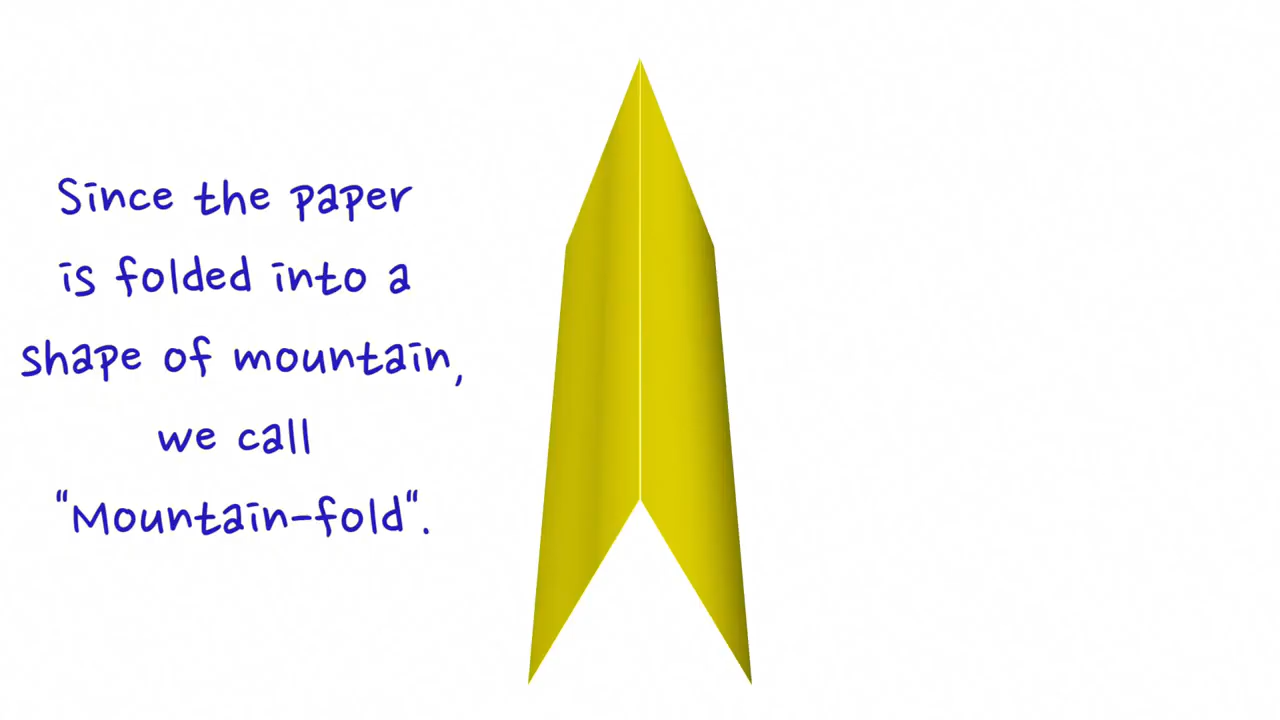 Since the paper
is folded into a
shape of mountain,
we call
"Mountain-fold".